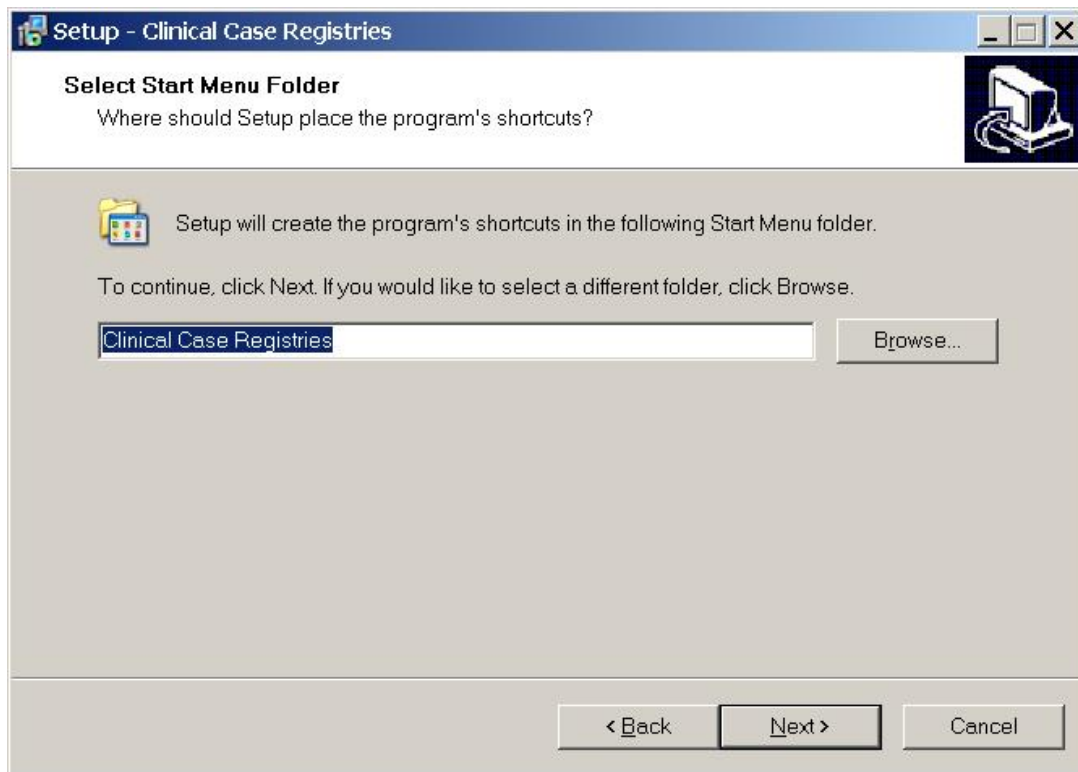 Setup - Clinical Case Registries
Select Start Menu Folder
Where should Setup place the program's shortcuts?
Setup will create the program's shortcuts in the following Start Menu folder.
To continue, click Next. If you would like to select a different folder, click Browse.
Clinical Case Registries
Browse...
< Back
Next >
Cancel